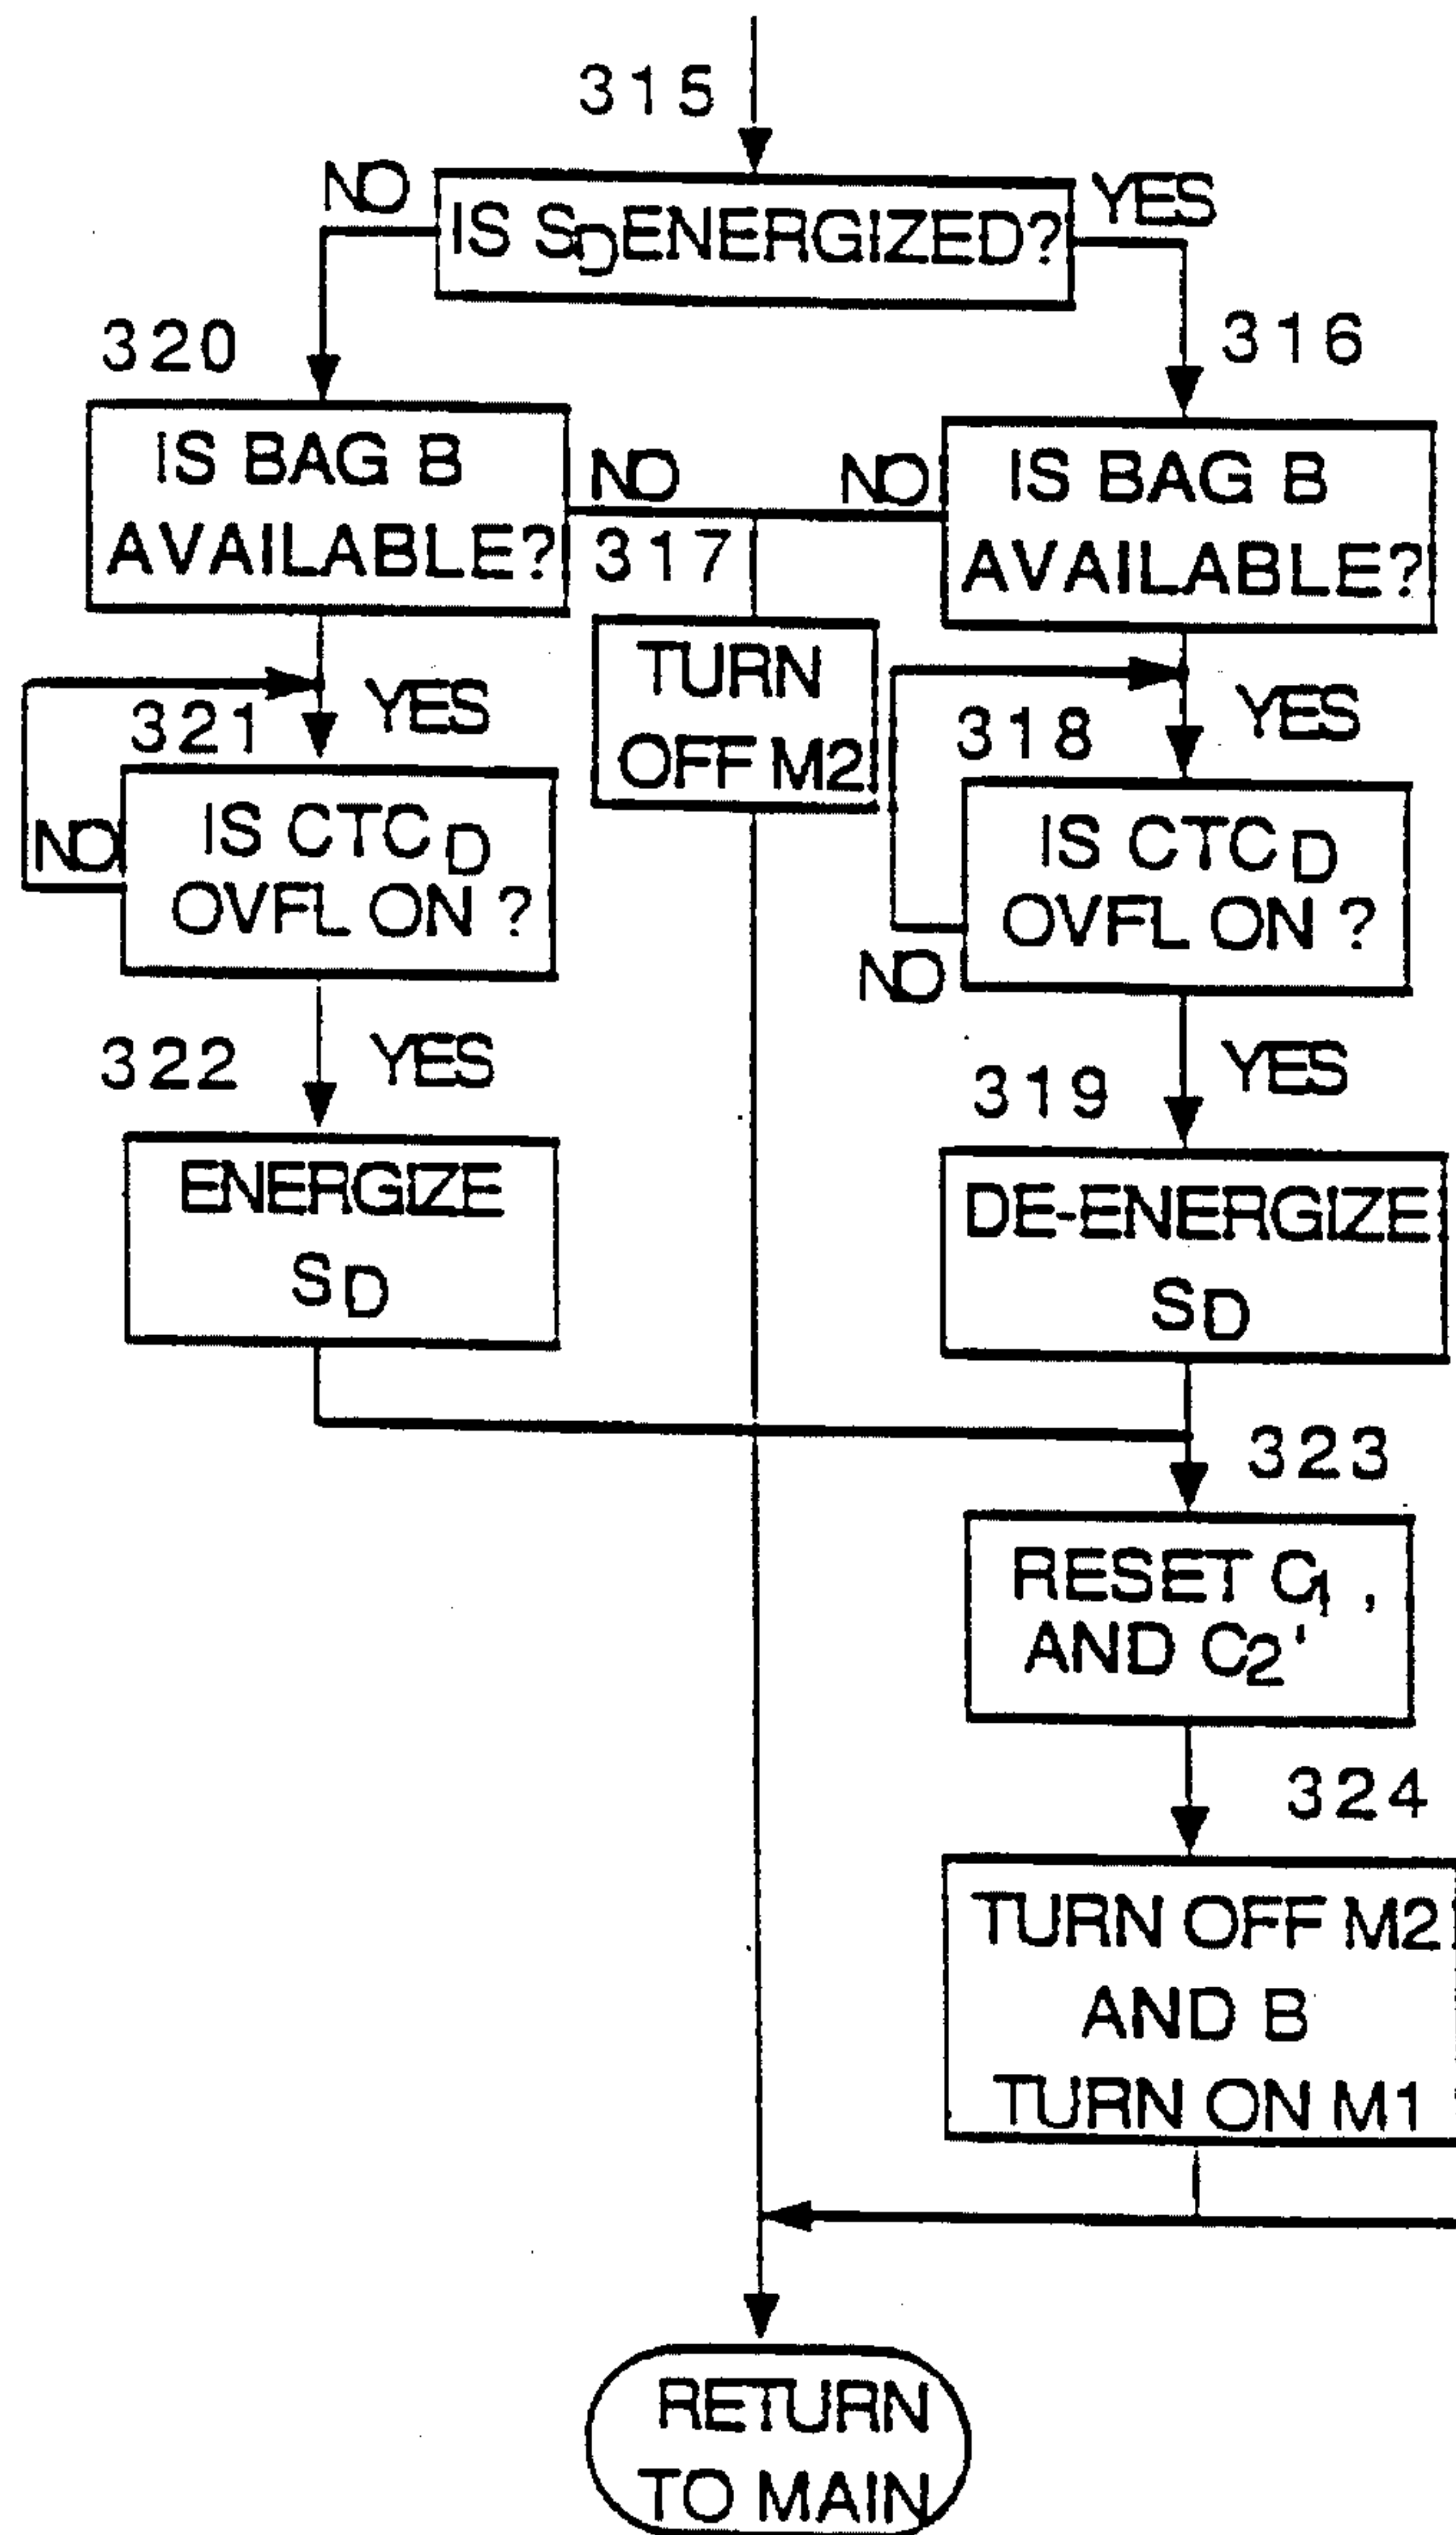 315
NO
IS SD ENERGIZED?
YES
320
316
IS BAG B
AVAILABLE?
NO
NO
IS BAG B
AVAILABLE?
317
TURN
OFF M2
321
YES
318
YES
NO
IS CTC D
OVFL ON ?
IS CTC D
OVFL ON ?
NO
322
YES
319
YES
ENERGIZE
SD
DE-ENERGIZE
SD
323
RESET C1 ,
AND C2'
324
TURN OFF M2
AND B
TURN ON M1
RETURN
TO MAIN